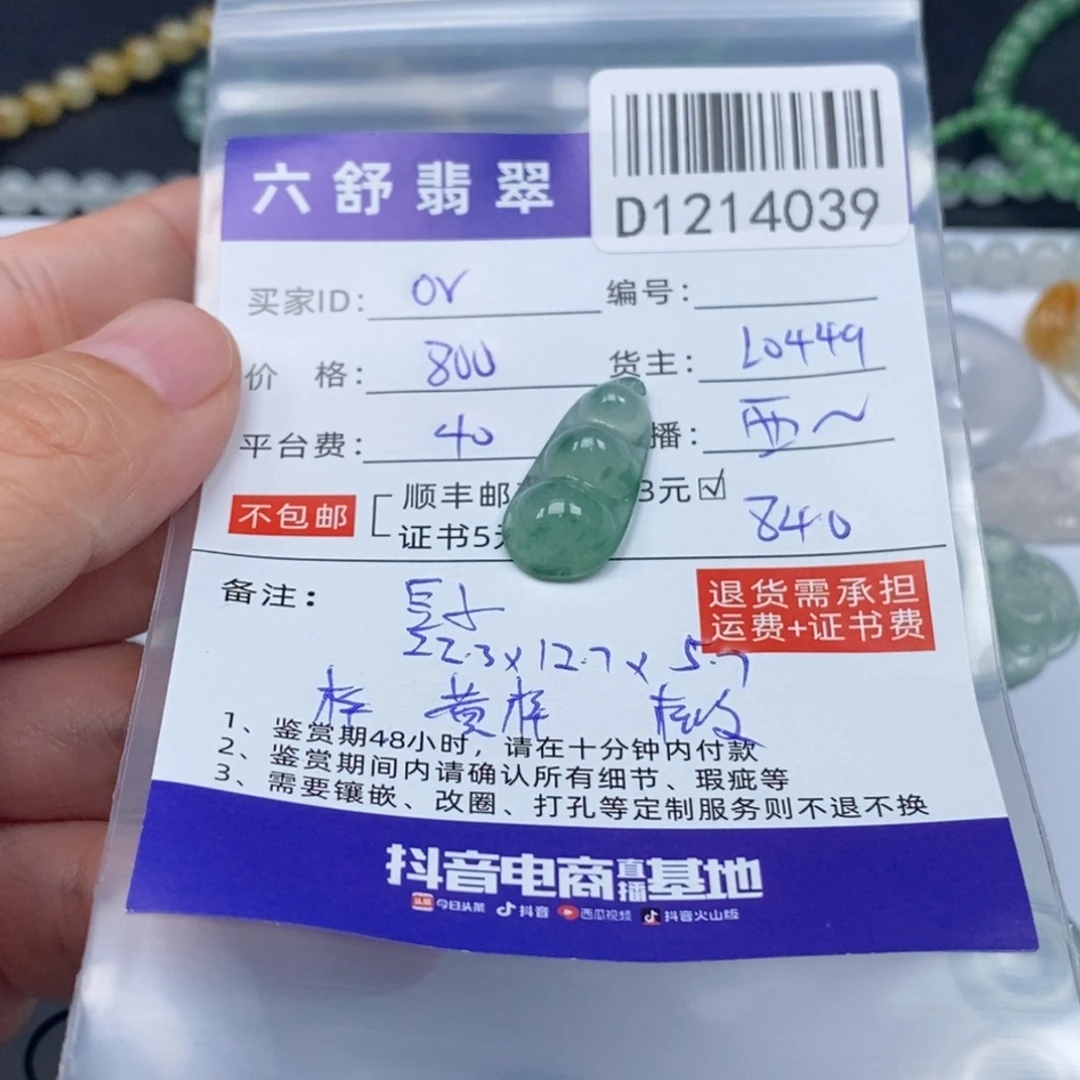 D1214039
六舒翡翠
买家ID: OV 编号:
价 格: 800 货主: L0449
平台费: 40 播: 西～
不包邮 顺丰邮 3元☑
证书5 840
备注:
22.3x12.7x5.7
退货需承担
运费+证书费
1、鉴赏期48小时，请在十分钟内付款
2、鉴赏期间内请确认所有细节、瑕疵等
3、需要镶嵌、改圈、打孔等定制服务则不退不换
抖音电商直播基地
头条 今日头条 抖音 西瓜视频 抖音火山版